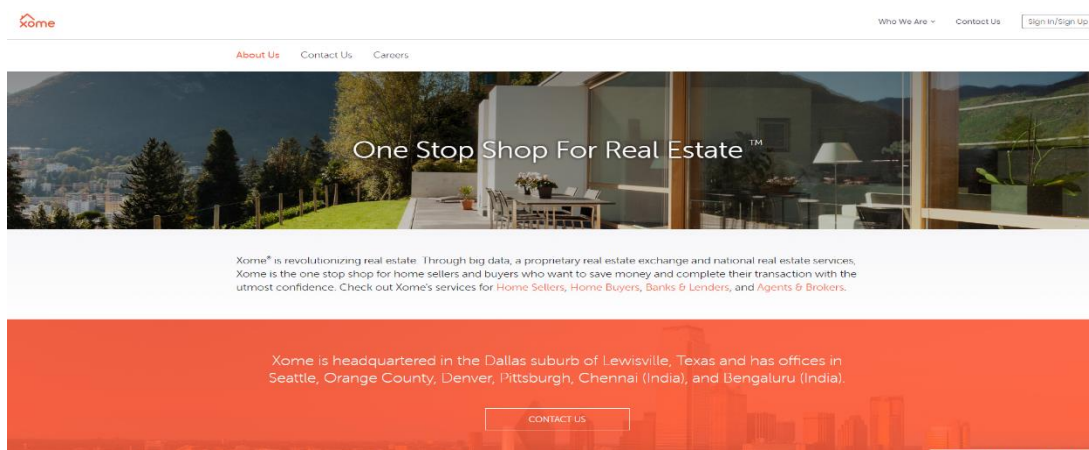 xome
Who We Are
Contact Us
Sign In/Sign Up
About Us
Contact Us
Careers
One Stop Shop For Real Estate ™
Xome® is revolutionizing real estate. Through big data, a proprietary real estate exchange and national real estate services,
Xome is the one stop shop for home sellers and buyers who want to save money and complete their transaction with the
utmost confidence. Check out Xome's services for Home Sellers, Home Buyers, Banks & Lenders, and Agents & Brokers.
Xome is headquartered in the Dallas suburb of Lewisville, Texas and has offices in
Seattle, Orange County, Denver, Pittsburgh, Chennai (India), and Bengaluru (India).
CONTACT US